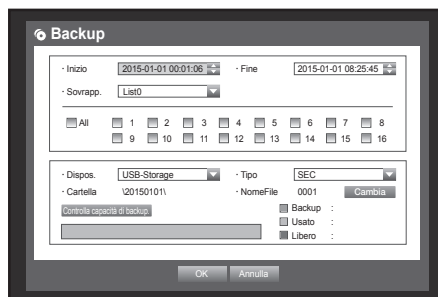 Backup
· Inizio 2015-01-01 00:01:06 · Fine 2015-01-01 08:25:45
· Sovrapp. List0
All 1 2 3 4 5 6 7 8
9 10 11 12 13 14 15 16
· Dispos. USB-Storage · Tipo SEC
· Cartella \20150101\ · NomeFile 0001 Cambia
Controlla capacità di backup. Backup :
Usato :
Libero :
OK Annulla